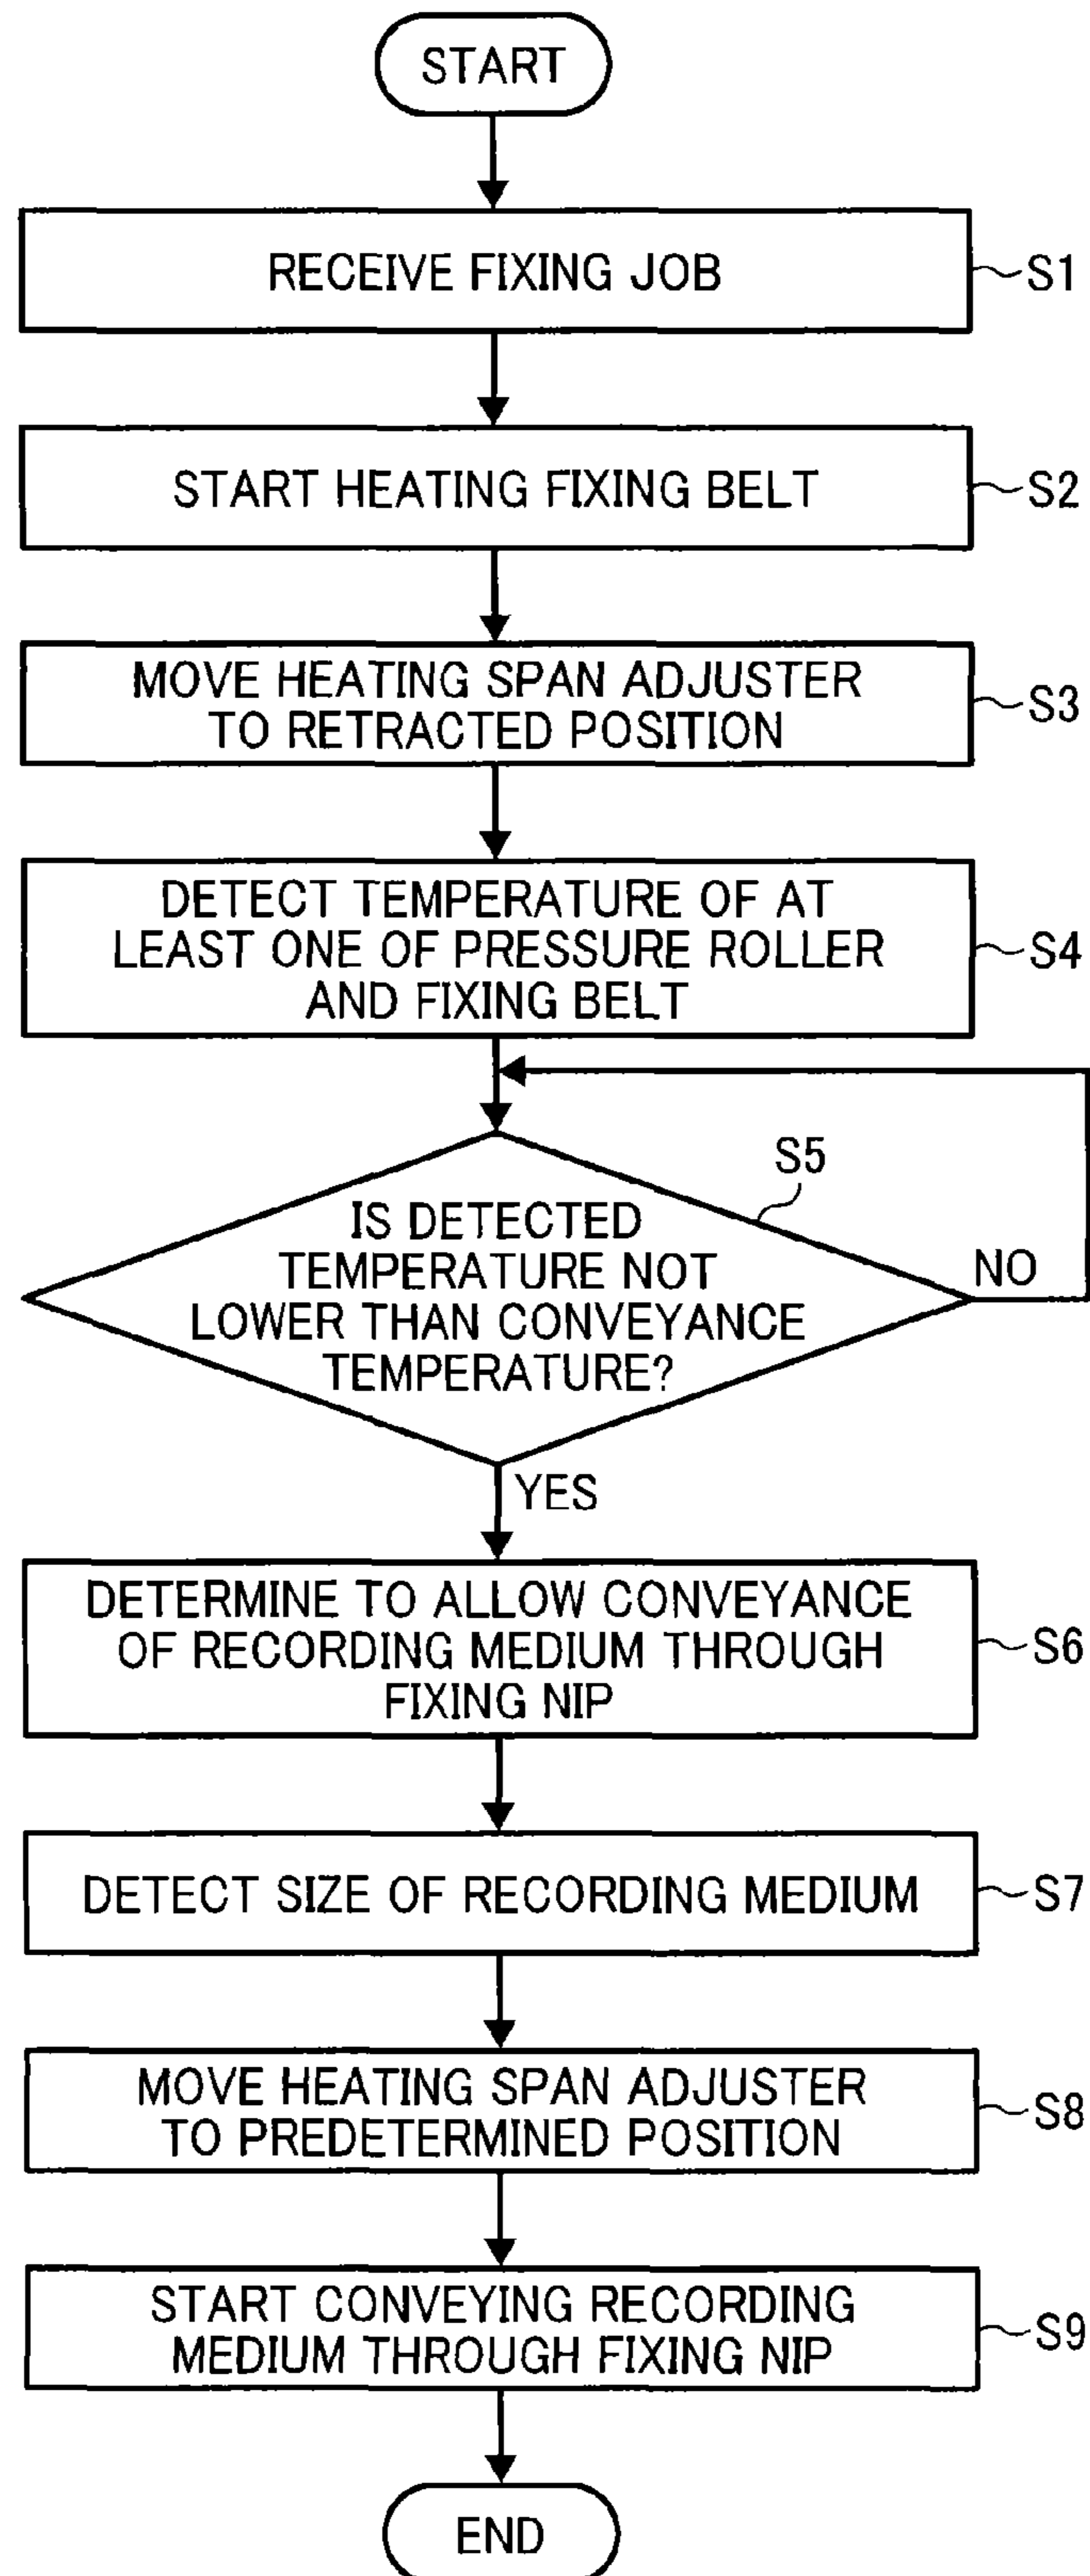 START
RECEIVE FIXING JOB
S1
START HEATING FIXING BELT
S2
MOVE HEATING SPAN ADJUSTER
TO RETRACTED POSITION
S3
DETECT TEMPERATURE OF AT
LEAST ONE OF PRESSURE ROLLER
AND FIXING BELT
S4
S5
IS DETECTED
TEMPERATURE NOT
LOWER THAN CONVEYANCE
TEMPERATURE?
NO
YES
DETERMINE TO ALLOW CONVEYANCE
OF RECORDING MEDIUM THROUGH
FIXING NIP
S6
DETECT SIZE OF RECORDING MEDIUM
S7
MOVE HEATING SPAN ADJUSTER
TO PREDETERMINED POSITION
S8
START CONVEYING RECORDING
MEDIUM THROUGH FIXING NIP
S9
END